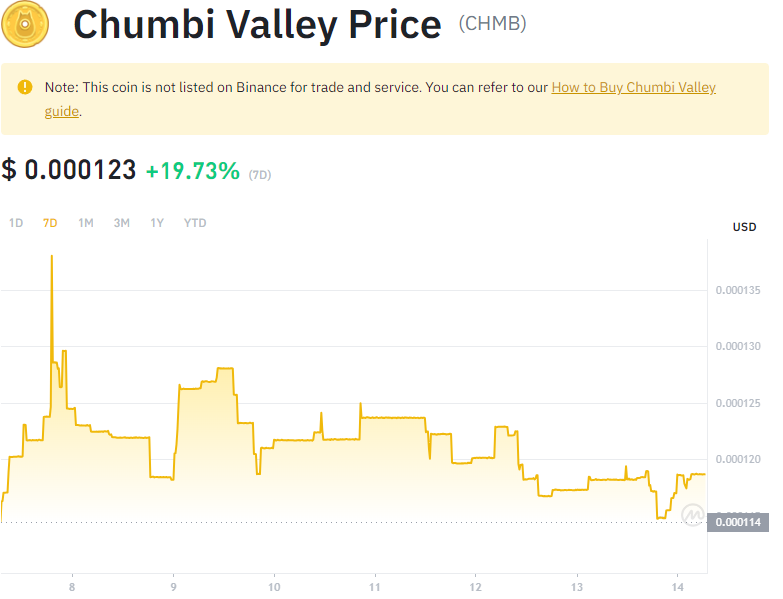 Chumbi Valley Price (CHMB)
Note: This coin is not listed on Binance for trade and service. You can refer to our How to Buy Chumbi Valley
guide.
$ 0.000123 +19.73% (7D)
1D 7D 1M 3M 1Y YTD
USD
0.000135
0.000130
0.000125
0.000120
0.000114
8 9 10 11 12 13 14